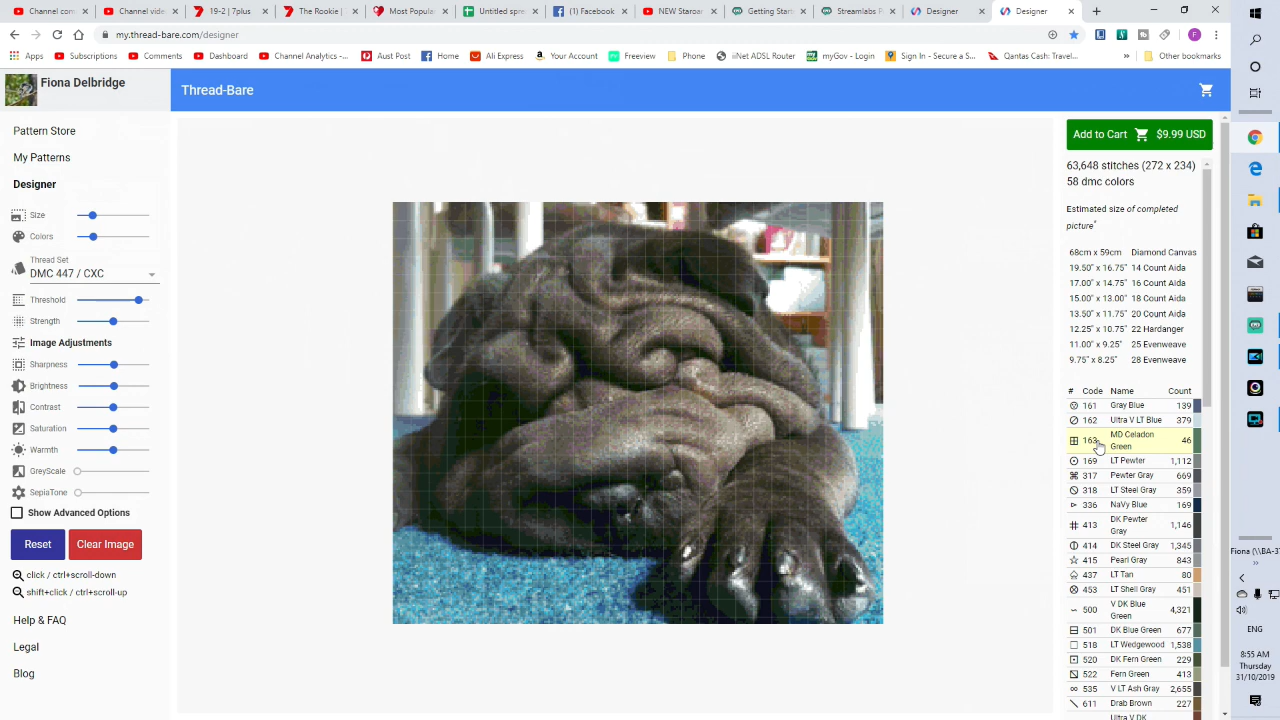 19-2 | 7plus
The Rookie |
Most Popula
Untitled spre
(1) Facebook
NEW Staroar
Getting Start
Streamlabs P
Designer
Designer
my.thread-bare.com/designer
Apps Subscriptions Comments Dashboard Channel Analytics -... Aust Post Home Ali Express Your Account Freeview Phone iiNet ADSL Router myGov - Login Sign In - Secure a S... Qantas Cash: Travel... » Other bookmarks
Fiona Delbridge
Thread-Bare
Pattern Store
My Patterns
Designer
Size
Colors
Thread Set
DMC 447 / CXC
Threshold
Strength
Image Adjustments
Sharpness
Brightness
Contrast
Saturation
Warmth
GreyScale
SepiaTone
Show Advanced Options
Reset Clear Image
click / ctrl+scroll-down
shift+click / ctrl+scroll-up
Help & FAQ
Legal
Blog
Add to Cart $9.99 USD
63,648 stitches (272 x 234)
58 dmc colors
Estimated size of completed
picture*
68cm x 59cm Diamond Canvas
19.50" x 16.75" 14 Count Aida
17.00" x 14.75" 16 Count Aida
15.00" x 13.00" 18 Count Aida
13.50" x 11.75" 20 Count Aida
12.25" x 10.75" 22 Hardanger
11.00" x 9.25" 25 Evenweave
9.75" x 8.25" 28 Evenweave
# Code Name Count
161 Gray Blue 139
162 Ultra V LT Blue 379
163 MD Celadon
Green 46
169 LT Pewter 1,112
317 Pewter Gray 669
318 LT Steel Gray 359
336 NaVy Blue 169
413 DK Pewter
Gray 1,146
414 DK Steel Gray 1,345
415 Pearl Gray 843
437 LT Tan 80
453 LT Shell Gray 451
500 V DK Blue
Green 4,321
501 DK Blue Green 677
518 LT Wedgewood 1,538
520 DK Fern Green 229
522 Fern Green 413
535 V LT Ash Gray 2,655
611 Drab Brown 227
Ultra V DK
Fiona (\\BA-3
»
ENG
8:55 AM
Thursday
31/10/2019